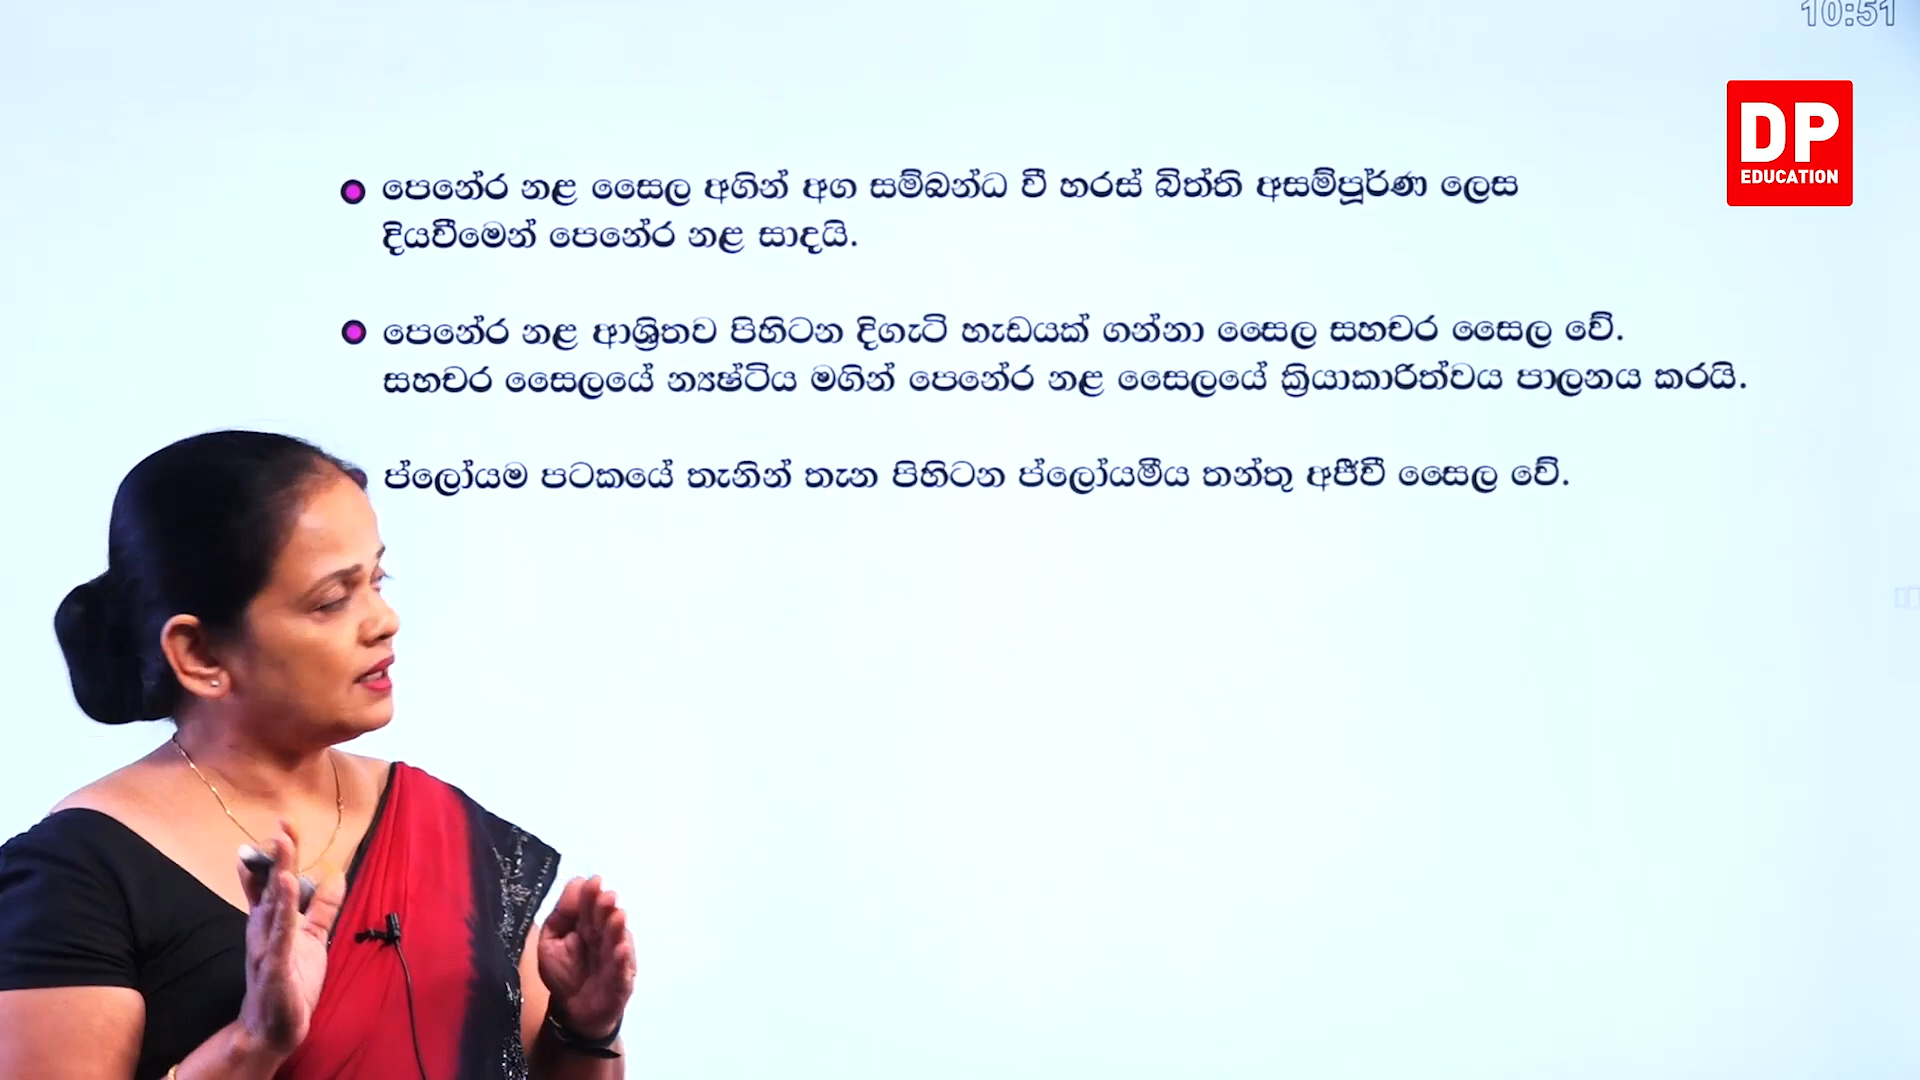 10:51
DP
EDUCATION
පෙනේර නළ සෛල අගින් අග සම්බන්ධ වී හරස් බිත්ති අසම්පූර්ණ ලෙස
දියවීමෙන් පෙනේර නළ සාදයි.
පෙනේර නළ ආශ්‍රිතව පිහිටන දිගැටි හැඩයක් ගන්නා සෛල සහචර සෛල වේ.
සහචර සෛලයේ න්‍යෂ්ටිය මගින් පෙනේර නළ සෛලයේ ක්‍රියාකාරිත්වය පාලනය කරයි.
ප්ලෝයම පටකයේ තැනින් තැන පිහිටන ප්ලෝයමීය තන්තු අජීවී සෛල වේ.